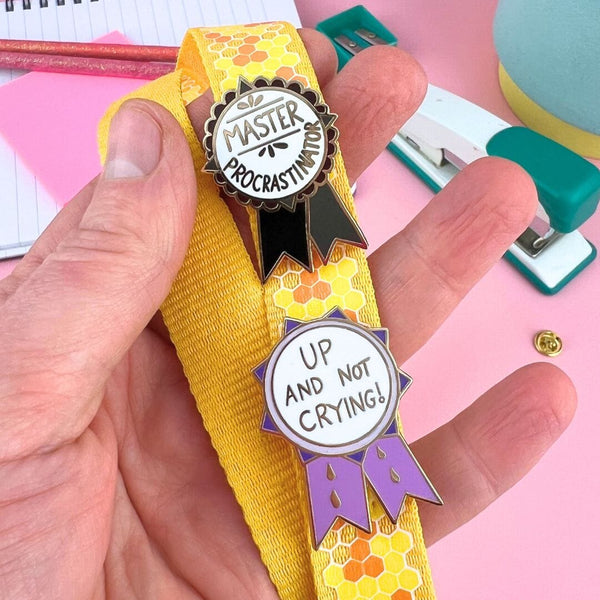 MASTER
PROCRASTINATOR
UP
AND NOT
CRYING!